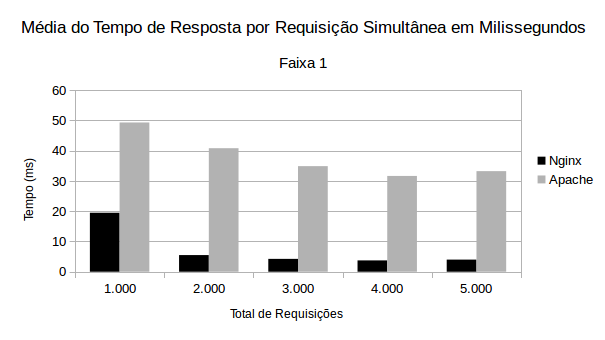 Média do Tempo de Resposta por Requisição Simultânea em Milissegundos
Faixa 1
60
50
40
30
20
10
0
Tempo (ms)
1.000 2.000 3.000 4.000 5.000
Total de Requisições
Nginx
Apache